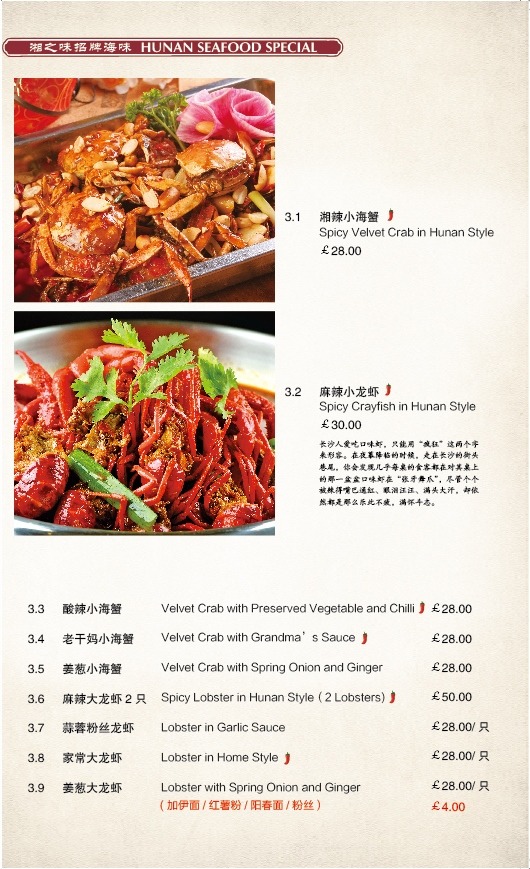 湘之味招牌海味 HUNAN SEAFOOD SPECIAL
3.1 湘辣小海蟹
Spicy Velvet Crab in Hunan Style
￡28.00
3.2 麻辣小龙虾
Spicy Crayfish in Hunan Style
￡30.00
长沙人爱吃口味虾，只能用“疯狂”这两个字
来形容。在夜幕降临的时候，走在长沙的街头
巷尾，你会发现几乎每桌的食客都在对其桌上
的那一盆盆口味虾在“张牙舞爪”，尽管个个
被辣得嘴巴通红、眼泪汪汪、满头大汗，却依
然都是那么乐此不疲，满怀斗志。
3.3 酸辣小海蟹 Velvet Crab with Preserved Vegetable and Chilli ￡28.00
3.4 老干妈小海蟹 Velvet Crab with Grandma’s Sauce ￡28.00
3.5 姜葱小海蟹 Velvet Crab with Spring Onion and Ginger ￡28.00
3.6 麻辣大龙虾 2 只 Spicy Lobster in Hunan Style ( 2 Lobsters) ￡50.00
3.7 蒜蓉粉丝龙虾 Lobster in Garlic Sauce ￡28.00/ 只
3.8 家常大龙虾 Lobster in Home Style ￡28.00/ 只
3.9 姜葱大龙虾 Lobster with Spring Onion and Ginger ￡28.00/ 只
（加伊面 / 红薯粉 / 阳春面 / 粉丝） ￡4.00